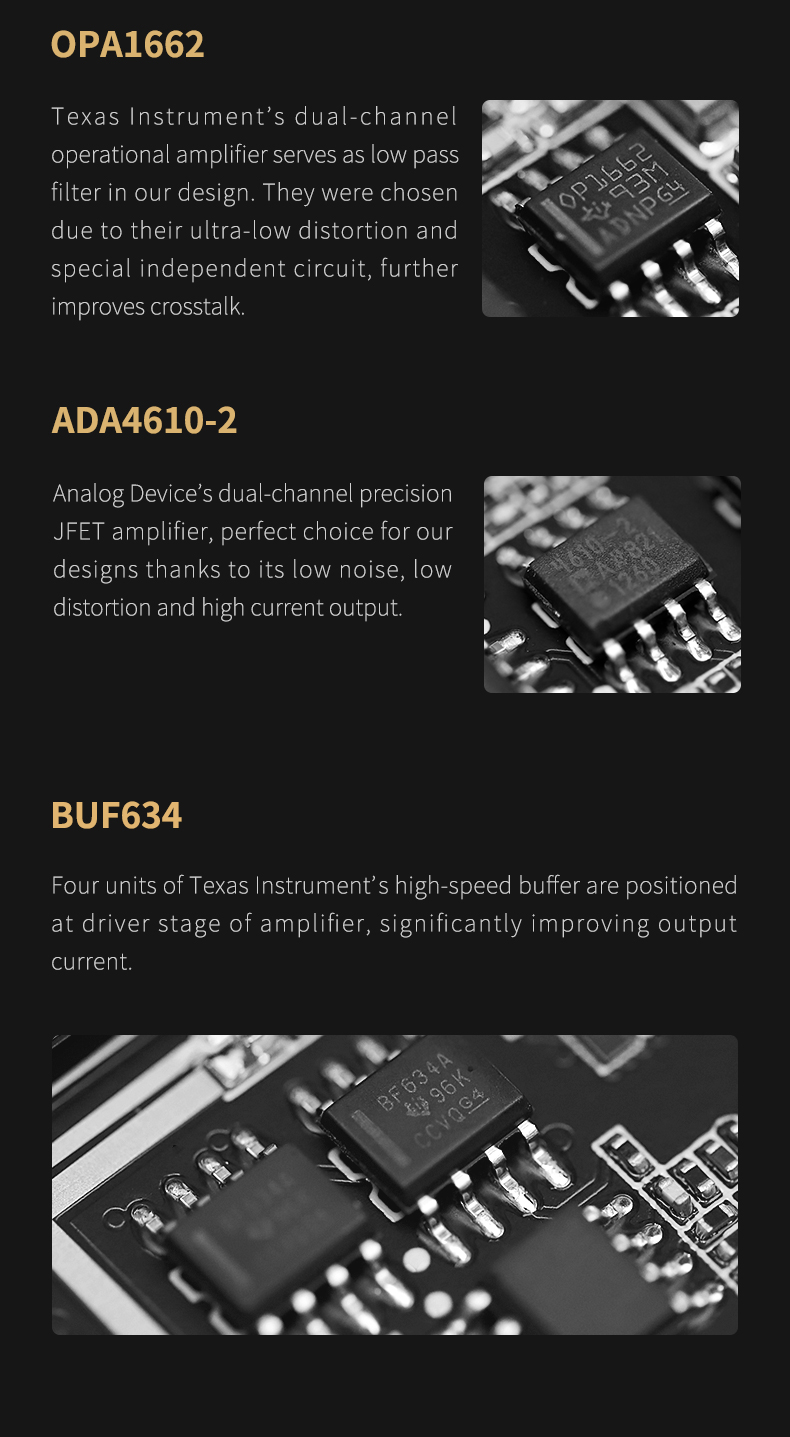 OPA1662
Texas Instrument’s dual-channel
operational amplifier serves as low pass
filter in our design. They were chosen
due to their ultra-low distortion and
special independent circuit, further
improves crosstalk.
OP1662
93M
ADNPG4
ADA4610-2
Analog Device’s dual-channel precision
JFET amplifier, perfect choice for our
designs thanks to its low noise, low
distortion and high current output.
4610-2
BUF634
Four units of Texas Instrument’s high-speed buffer are positioned
at driver stage of amplifier, significantly improving output
current.
BF634A
96K
CCVQG4